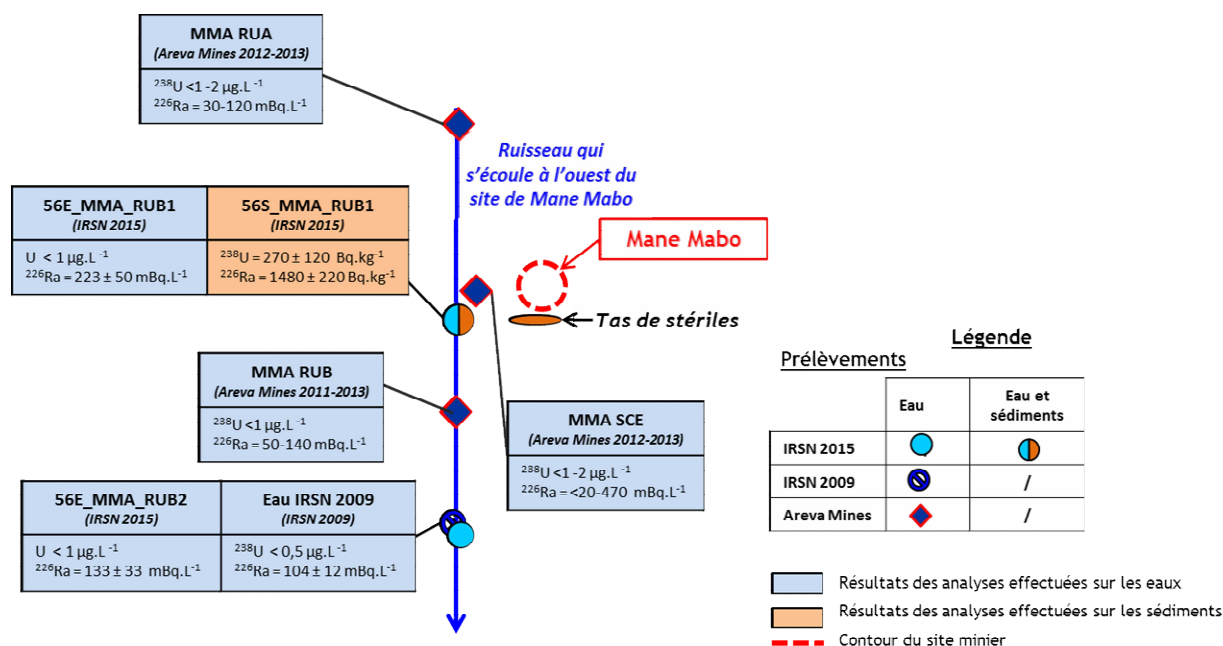 MMA RUA
(Areva Mines 2012-2013)
²³⁸U <1 -2 µg.L⁻¹
²²⁶Ra = 30-120 mBq.L⁻¹
Ruisseau qui
s’écoule à l’ouest du
site de Mane Mabo
56E_MMA_RUB1
(IRSN 2015)
U < 1 µg.L⁻¹
²²⁶Ra = 223 ± 50 mBq.L⁻¹
56S_MMA_RUB1
(IRSN 2015)
²³⁸U = 270 ± 120 Bq.kg⁻¹
²²⁶Ra = 1480 ± 220 Bq.kg⁻¹
Mane Mabo
Tas de stériles
MMA RUB
(Areva Mines 2011-2013)
²³⁸U <1 µg.L⁻¹
²²⁶Ra = 50-140 mBq.L⁻¹
MMA SCE
(Areva Mines 2012-2013)
²³⁸U <1 -2 µg.L⁻¹
²²⁶Ra = <20-470 mBq.L⁻¹
56E_MMA_RUB2
(IRSN 2015)
U < 1 µg.L⁻¹
²²⁶Ra = 133 ± 33 mBq.L⁻¹
Eau IRSN 2009
(IRSN 2009)
²³⁸U < 0,5 µg.L⁻¹
²²⁶Ra = 104 ± 12 mBq.L⁻¹
Légende
Prélèvements
Eau
Eau et
sédiments
IRSN 2015
IRSN 2009 /
Areva Mines /
Résultats des analyses effectuées sur les eaux
Résultats des analyses effectuées sur les sédiments
Contour du site minier